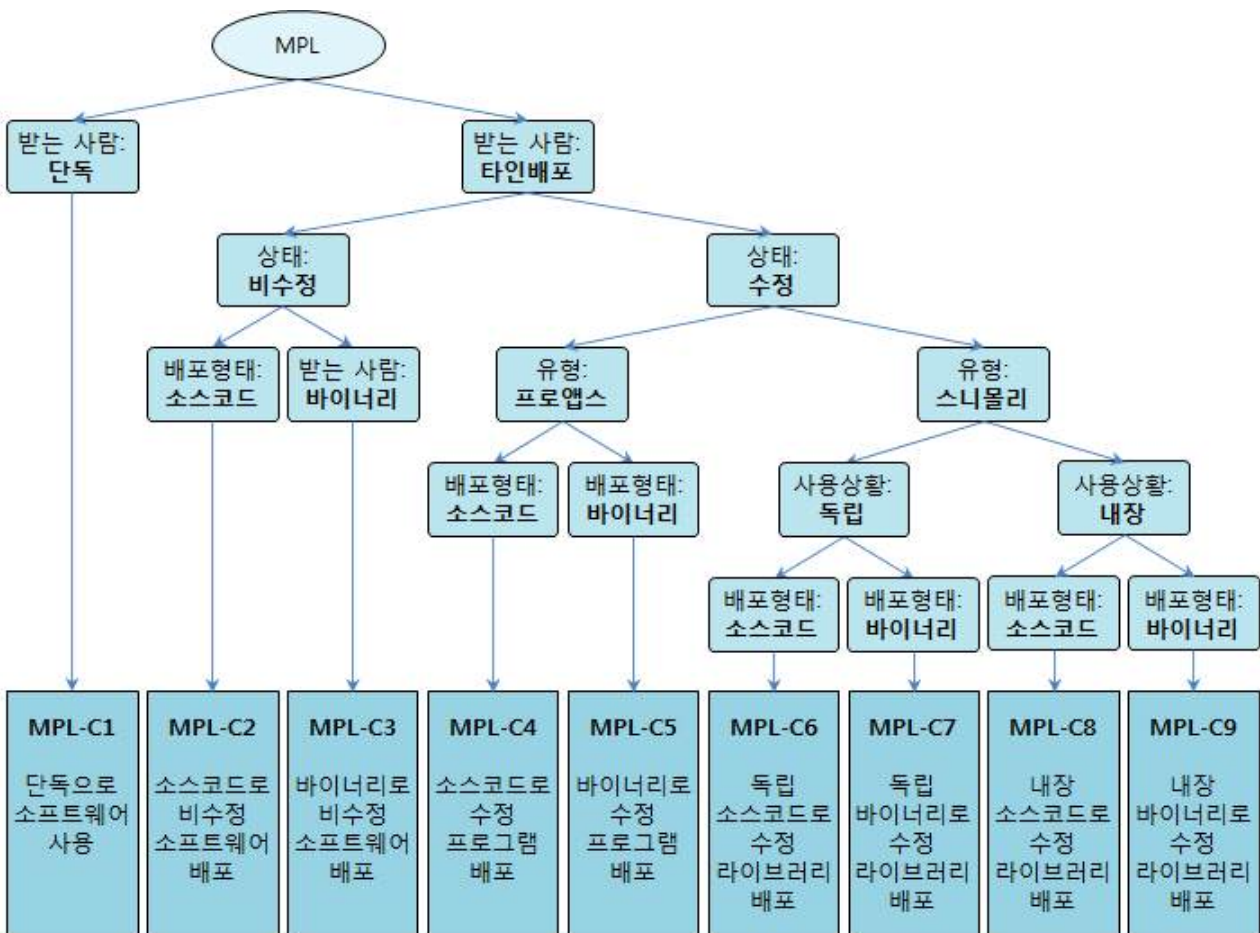 MPL
받는 사람:
단독
받는 사람:
타인배포
상태:
비수정
상태:
수정
배포형태:
소스코드
받는 사람:
바이너리
유형:
프로앱스
유형:
스니몰리
배포형태:
소스코드
배포형태:
바이너리
사용상황:
독립
사용상황:
내장
배포형태:
소스코드
배포형태:
바이너리
배포형태:
소스코드
배포형태:
바이너리
MPL-C1
단독으로
소프트웨어
사용
MPL-C2
소스코드로
비수정
소프트웨어
배포
MPL-C3
바이너리로
비수정
소프트웨어
배포
MPL-C4
소스코드로
수정
프로그램
배포
MPL-C5
바이너리로
수정
프로그램
배포
MPL-C6
독립
소스코드로
수정
라이브러리
배포
MPL-C7
독립
바이너리로
수정
라이브러리
배포
MPL-C8
내장
소스코드로
수정
라이브러리
배포
MPL-C9
내장
바이너리로
수정
라이브러리
배포